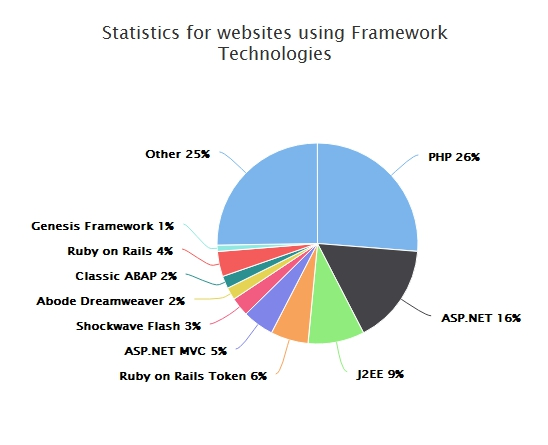 Statistics for websites using Framework
Technologies
Other 25%
PHP 26%
Genesis Framework 1%
Ruby on Rails 4%
Classic ABAP 2%
Abode Dreamweaver 2%
Shockwave Flash 3%
ASP.NET MVC 5%
Ruby on Rails Token 6%
J2EE 9%
ASP.NET 16%